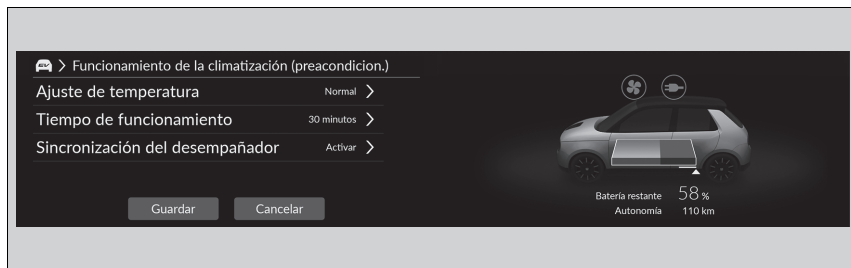 EV > Funcionamiento de la climatización (preacondicion.)
Ajuste de temperatura Normal >
Tiempo de funcionamiento 30 minutos >
Sincronización del desempañador Activar >
Guardar Cancelar
Batería restante 58 %
Autonomía 110 km